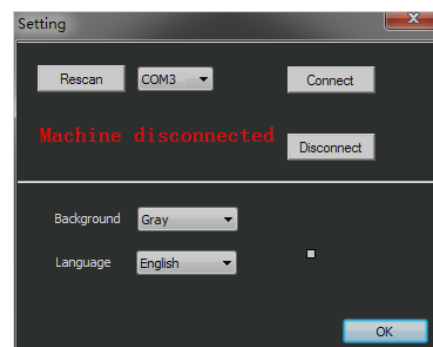 Setting
Rescan COM3 Connect
Machine disconnected
Disconnect
Background Gray
Language English
OK